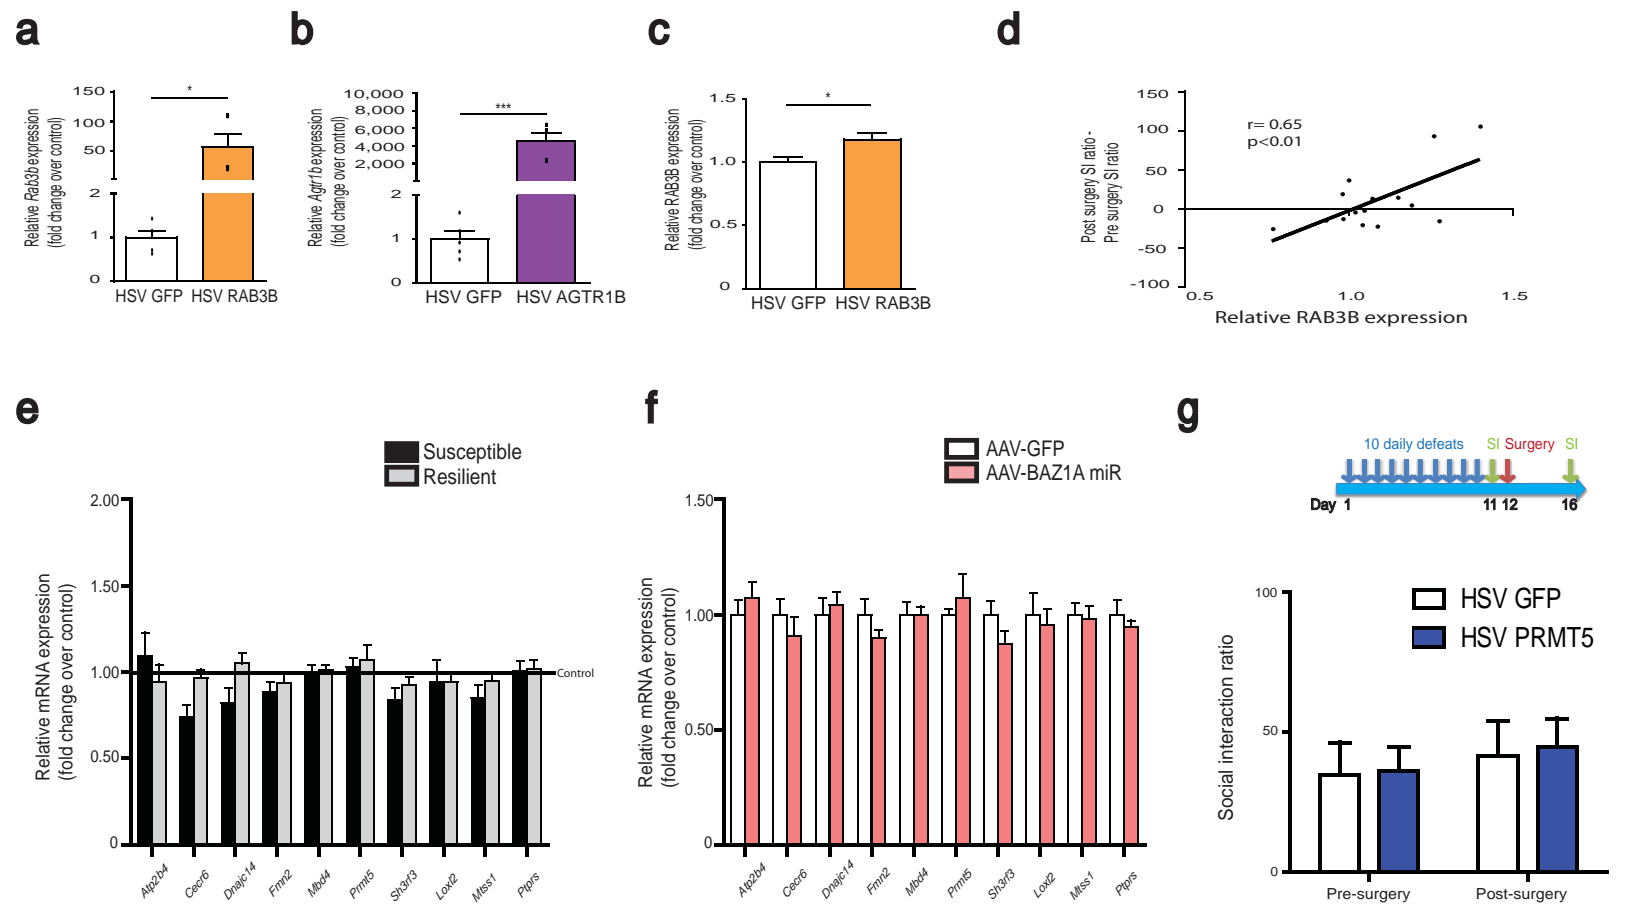 a
Relative Rab3b expression
(fold change over control)
150
100
50
2
1
0
*
HSV GFP HSV RAB3B
b
Relative Agtr1b expression
(fold change over control)
10,000
8,000
6,000
4,000
2,000
2
1
0
***
HSV GFP HSV AGTR1B
c
Relative RAB3B expression
(fold change over control)
1.5
1.0
0.5
0
*
HSV GFP HSV RAB3B
d
Post surgery SI ratio -
Pre surgery SI ratio
150
100
50
0
-50
-100
r= 0.65
p<0.01
0.5 1.0 1.5
Relative RAB3B expression
e
Susceptible
Resilient
Relative mRNA expression
(fold change over control)
2.00
1.50
1.00
0.50
0
Control
Atp2b4 Cecr6 Dnajc14 Fmn2 Mbd4 Prmt5 Sh3rf3 Loxl2 Mtss1 Ptprs
f
AAV-GFP
AAV-BAZ1A miR
Relative mRNA expression
(fold change over control)
1.50
1.00
0.50
0
Atp2b4 Cecr6 Dnajc14 Fmn2 Mbd4 Prmt5 Sh3rf3 Loxl2 Mtss1 Ptprs
g
10 daily defeats SI Surgery SI
Day 1 11 12 16
HSV GFP
HSV PRMT5
Social interaction ratio
100
50
0
Pre-surgery Post-surgery